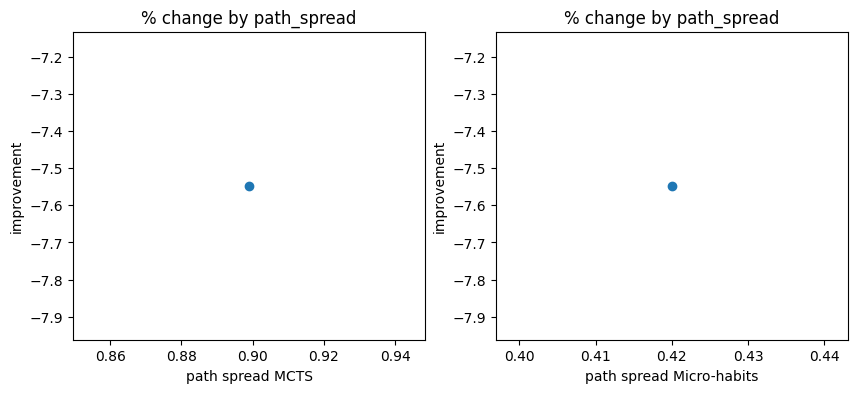 % change by path_spread
−7.2
−7.3
−7.4
−7.5
−7.6
−7.7
−7.8
−7.9
improvement
0.86 0.88 0.90 0.92 0.94
path spread MCTS
% change by path_spread
−7.2
−7.3
−7.4
−7.5
−7.6
−7.7
−7.8
−7.9
improvement
0.40 0.41 0.42 0.43 0.44
path spread Micro-habits